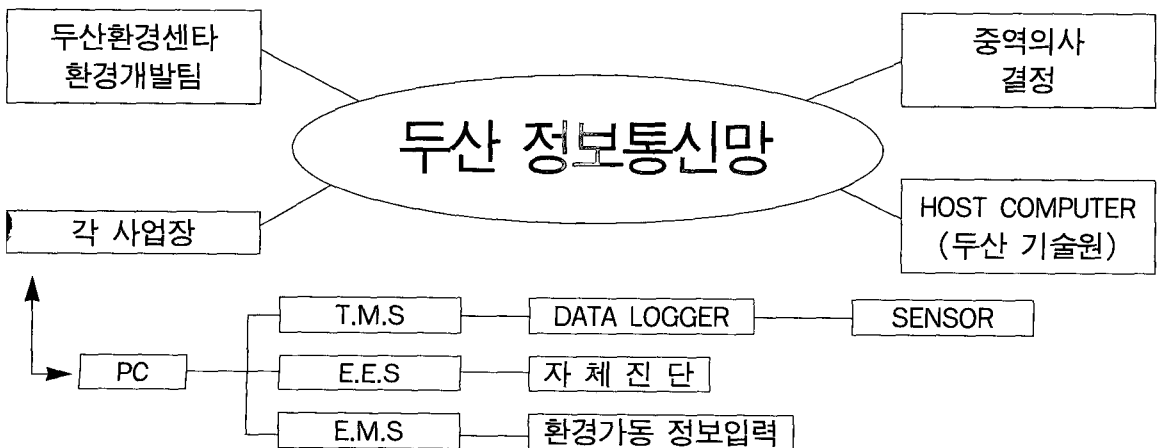 두산환경센타
환경개발팀
중역의사
결정
두산 정보통신망
각 사업장
HOST COMPUTER
(두산 기술원)
T.M.S
DATA LOGGER
SENSOR
PC
E.E.S
자 체 진 단
E.M.S
환경가동 정보입력